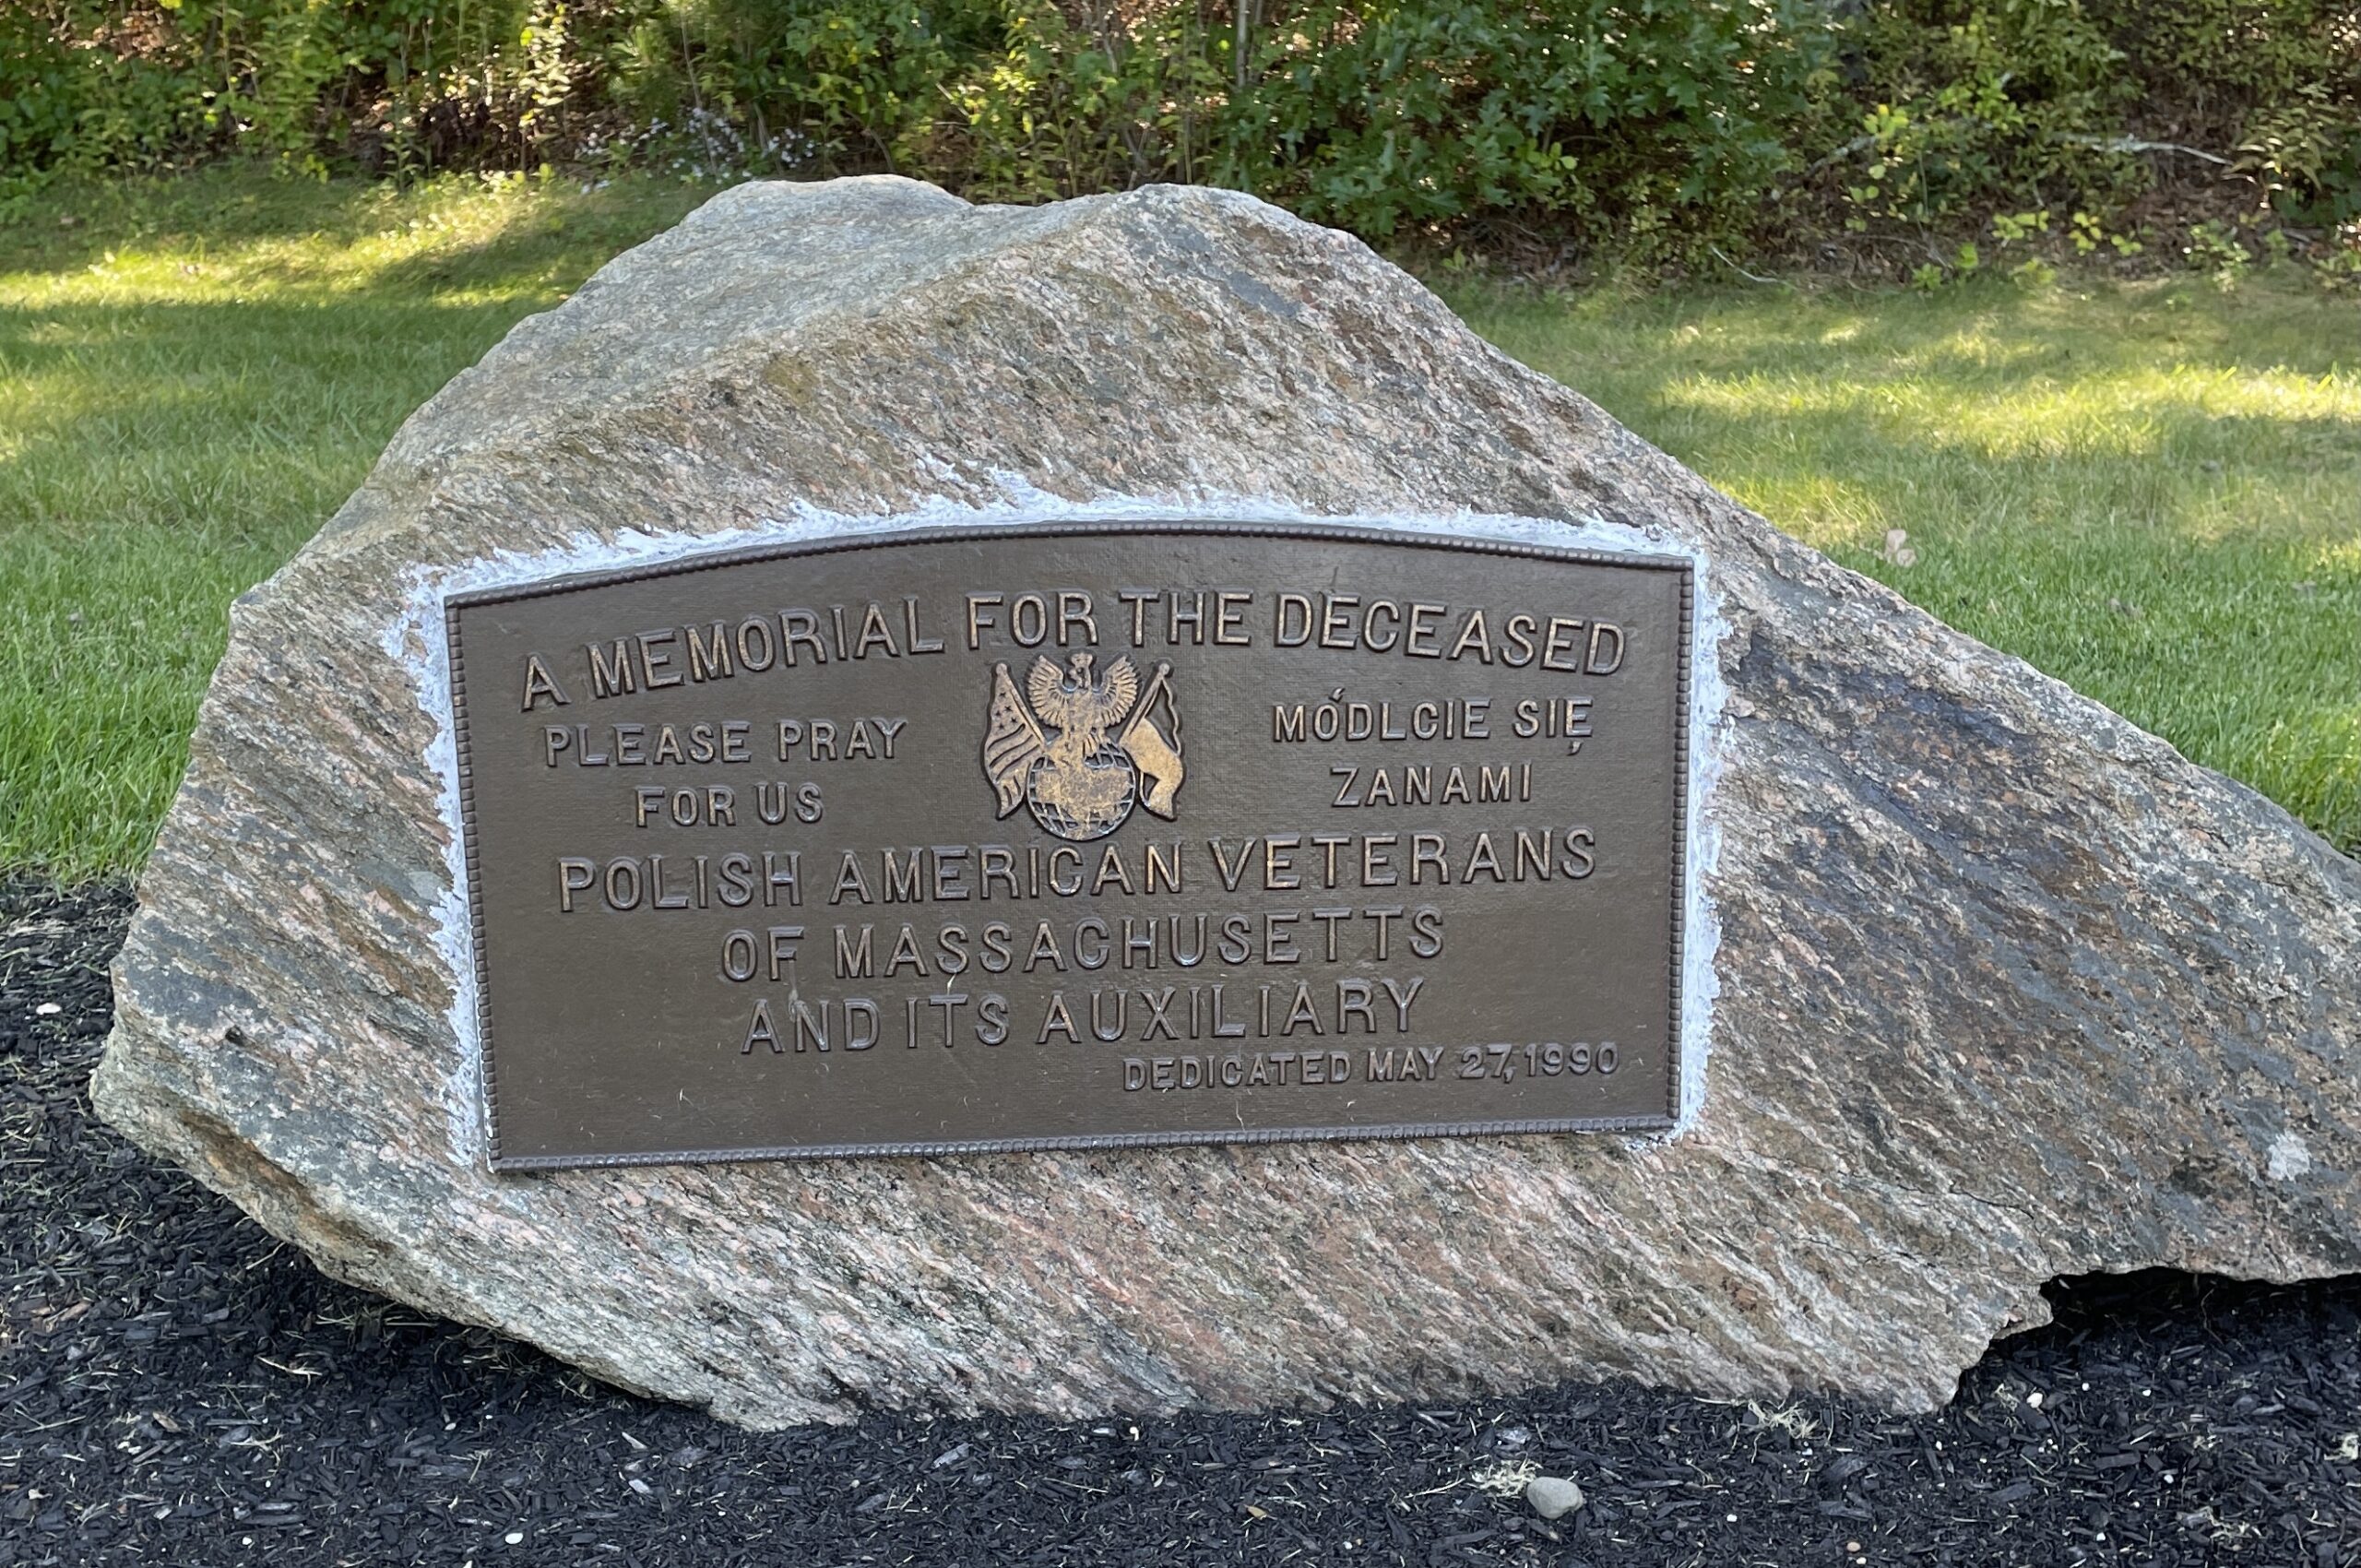 A MEMORIAL FOR THE DECEASED
PLEASE PRAY
FOR US
MÓDLCIE SIĘ
ZANAMI
POLISH AMERICAN VETERANS
OF MASSACHUSETTS
AND ITS AUXILIARY
DEDICATED MAY 27, 1990